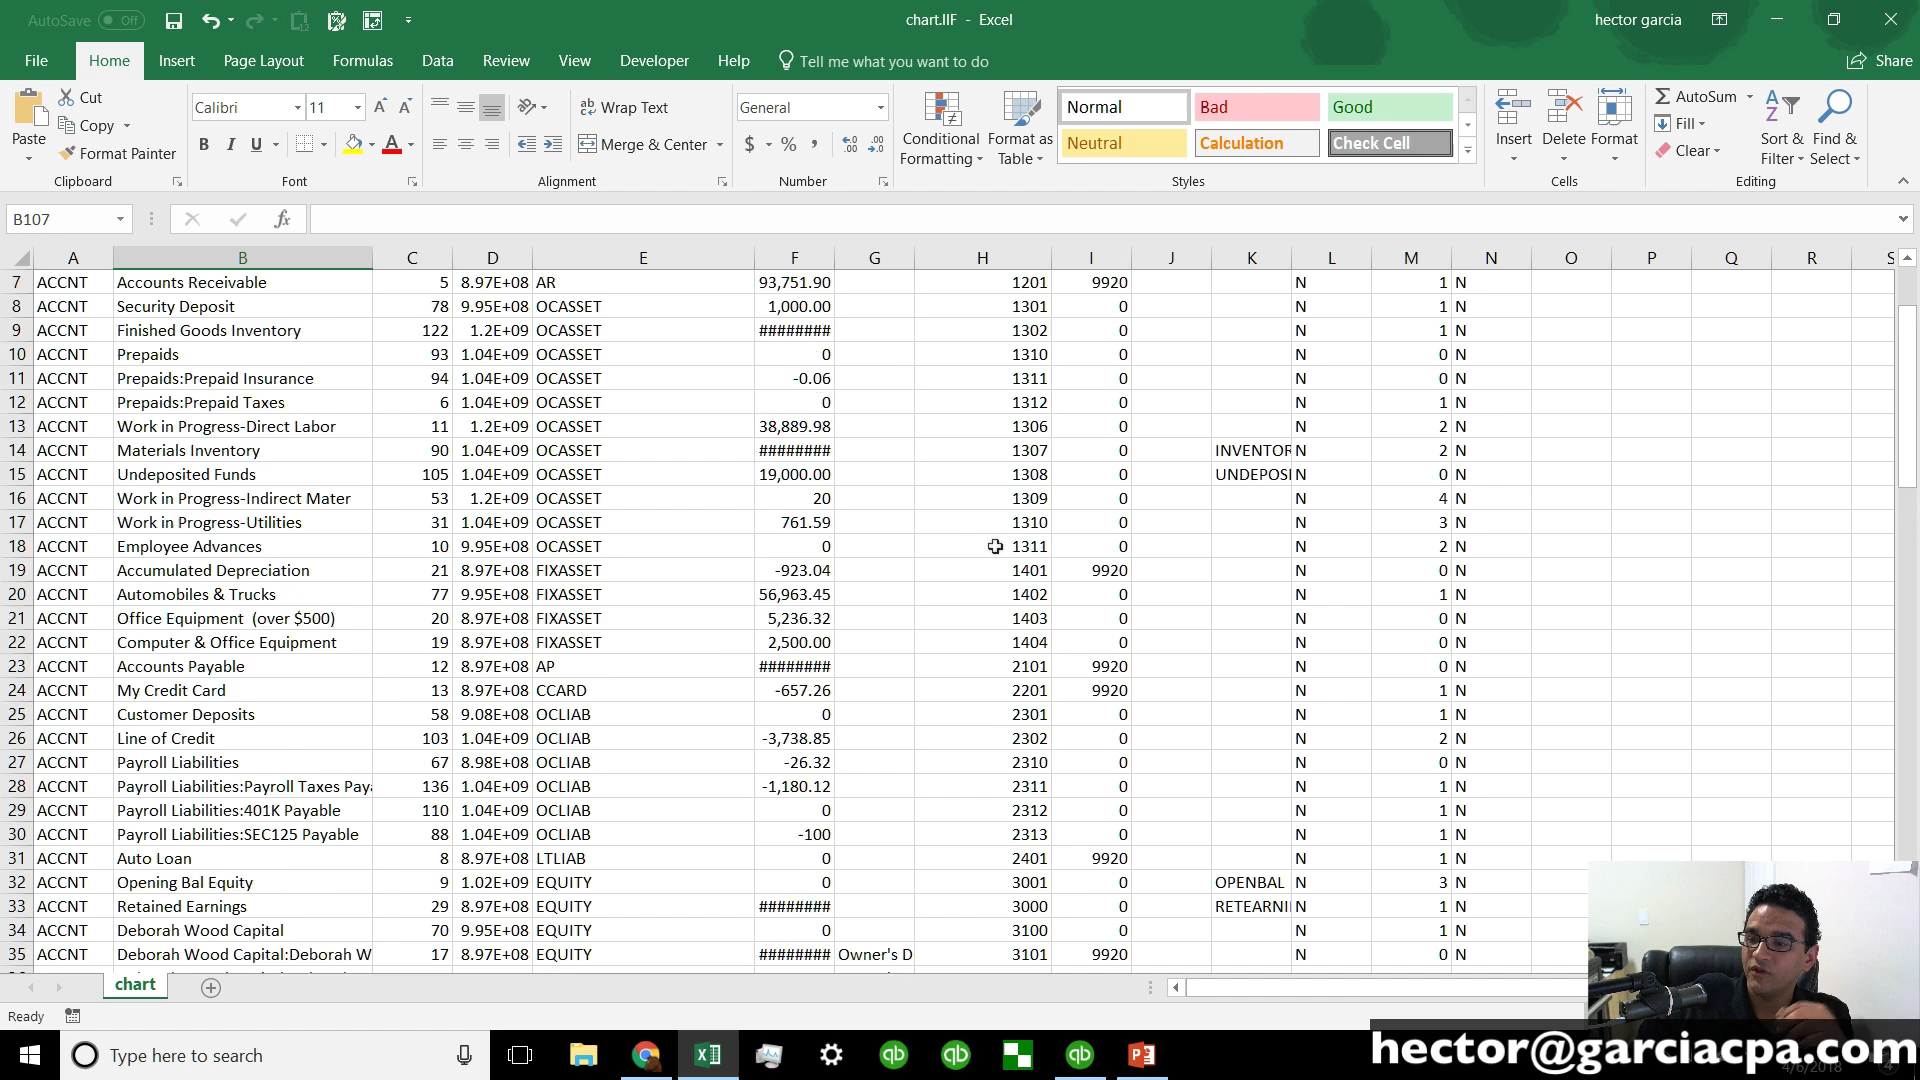 AutoSave Off
chart.IIF - Excel
hector garcia
File Home Insert Page Layout Formulas Data Review View Developer Help Tell me what you want to do Share
Paste
Cut
Copy
Format Painter
Clipboard
Calibri 11
B I U
Font
Wrap Text
Merge & Center
Alignment
General
$ % ,
Number
Conditional Formatting
Format as Table
Normal Bad Good
Neutral Calculation Check Cell
Styles
Insert Delete Format
Cells
AutoSum
Fill
Clear
Sort & Filter
Find & Select
Editing
B107
fx
A B C D E F G H I J K L M N O P Q R S
7 ACCNT Accounts Receivable 5 8.97E+08 AR 93,751.90 1201 9920 N 1 N
8 ACCNT Security Deposit 78 9.95E+08 OCASSET 1,000.00 1301 0 N 1 N
9 ACCNT Finished Goods Inventory 122 1.2E+09 OCASSET ######## 1302 0 N 1 N
10 ACCNT Prepaids 93 1.04E+09 OCASSET 0 1310 0 N 0 N
11 ACCNT Prepaids:Prepaid Insurance 94 1.04E+09 OCASSET -0.06 1311 0 N 0 N
12 ACCNT Prepaids:Prepaid Taxes 6 1.04E+09 OCASSET 0 1312 0 N 1 N
13 ACCNT Work in Progress-Direct Labor 11 1.2E+09 OCASSET 38,889.98 1306 0 N 2 N
14 ACCNT Materials Inventory 90 1.04E+09 OCASSET ######## 1307 0 INVENTOR N 2 N
15 ACCNT Undeposited Funds 105 1.04E+09 OCASSET 19,000.00 1308 0 UNDEPOSI N 0 N
16 ACCNT Work in Progress-Indirect Mater 53 1.2E+09 OCASSET 20 1309 0 N 4 N
17 ACCNT Work in Progress-Utilities 31 1.04E+09 OCASSET 761.59 1310 0 N 3 N
18 ACCNT Employee Advances 10 9.95E+08 OCASSET 0 1311 0 N 2 N
19 ACCNT Accumulated Depreciation 21 8.97E+08 FIXASSET -923.04 1401 9920 N 0 N
20 ACCNT Automobiles & Trucks 77 9.95E+08 FIXASSET 56,963.45 1402 0 N 1 N
21 ACCNT Office Equipment (over $500) 20 8.97E+08 FIXASSET 5,236.32 1403 0 N 0 N
22 ACCNT Computer & Office Equipment 19 8.97E+08 FIXASSET 2,500.00 1404 0 N 0 N
23 ACCNT Accounts Payable 12 8.97E+08 AP ######## 2101 9920 N 0 N
24 ACCNT My Credit Card 13 8.97E+08 CCARD -657.26 2201 9920 N 1 N
25 ACCNT Customer Deposits 58 9.08E+08 OCLIAB 0 2301 0 N 1 N
26 ACCNT Line of Credit 103 1.04E+09 OCLIAB -3,738.85 2302 0 N 2 N
27 ACCNT Payroll Liabilities 67 8.98E+08 OCLIAB -26.32 2310 0 N 0 N
28 ACCNT Payroll Liabilities:Payroll Taxes Pay 136 1.04E+09 OCLIAB -1,180.12 2311 0 N 1 N
29 ACCNT Payroll Liabilities:401K Payable 110 1.04E+09 OCLIAB 0 2312 0 N 1 N
30 ACCNT Payroll Liabilities:SEC125 Payable 88 1.04E+09 OCLIAB -100 2313 0 N 1 N
31 ACCNT Auto Loan 8 8.97E+08 LTLIAB 0 2401 9920 N 1 N
32 ACCNT Opening Bal Equity 9 1.02E+09 EQUITY 0 3001 0 OPENBAL N 3 N
33 ACCNT Retained Earnings 29 8.97E+08 EQUITY ######## 3000 0 RETEARNI N 1 N
34 ACCNT Deborah Wood Capital 70 9.95E+08 EQUITY 0 3100 0 N 1 N
35 ACCNT Deborah Wood Capital:Deborah W 17 8.97E+08 EQUITY ######## Owner's D 3101 9920 N 0 N
chart
Ready
Type here to search
hector@garciacpa.com
4/6/2018